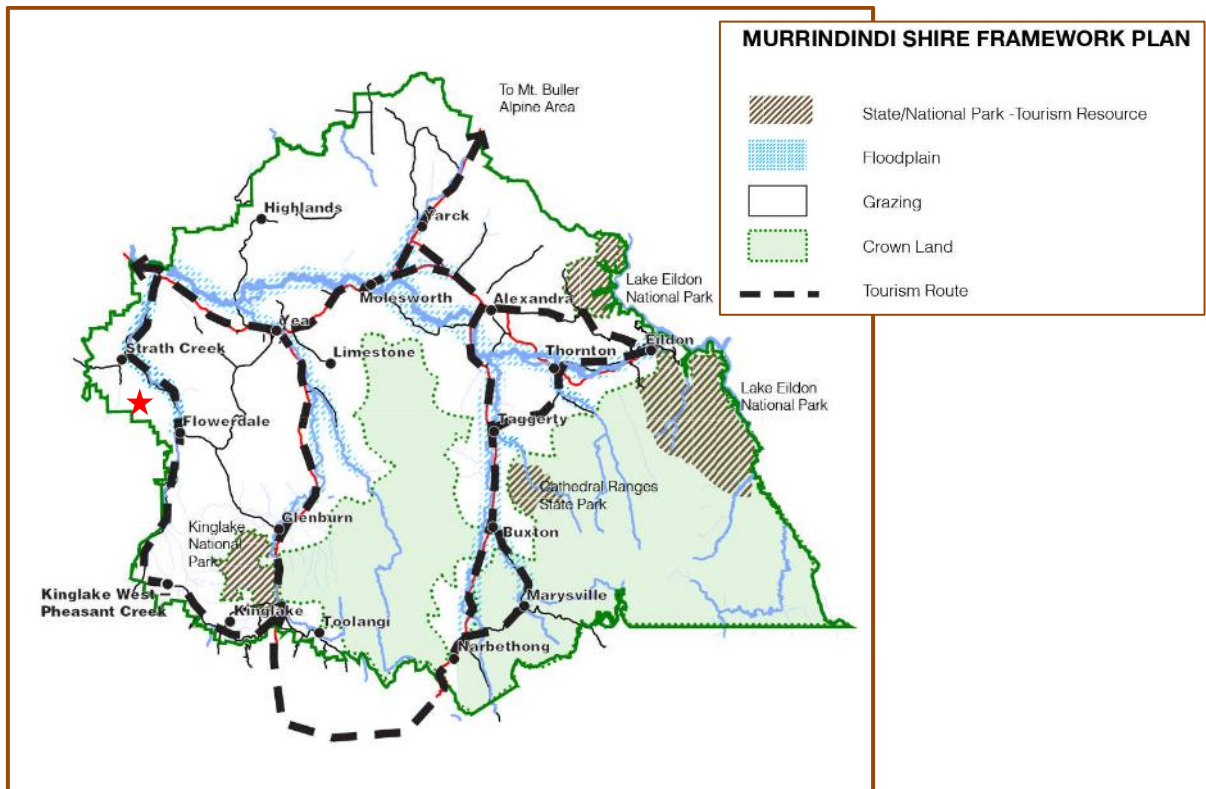 MURRINDINDI SHIRE FRAMEWORK PLAN
State/National Park -Tourism Resource
Floodplain
Grazing
Crown Land
Tourism Route
To Mt. Buller
Alpine Area
Highlands
Yarck
Lake Eildon
National Park
Molesworth
Alexandra
Yea
Eildon
Strath Creek
Limestone
Thornton
Lake Eildon
National Park
Flowerdale
Taggerty
Cathedral Ranges
State Park
Glenburn
Kinglake
National
Park
Buxton
Kinglake West –
Pheasant Creek
Marysville
Kinglake
Toolangi
Narbethong